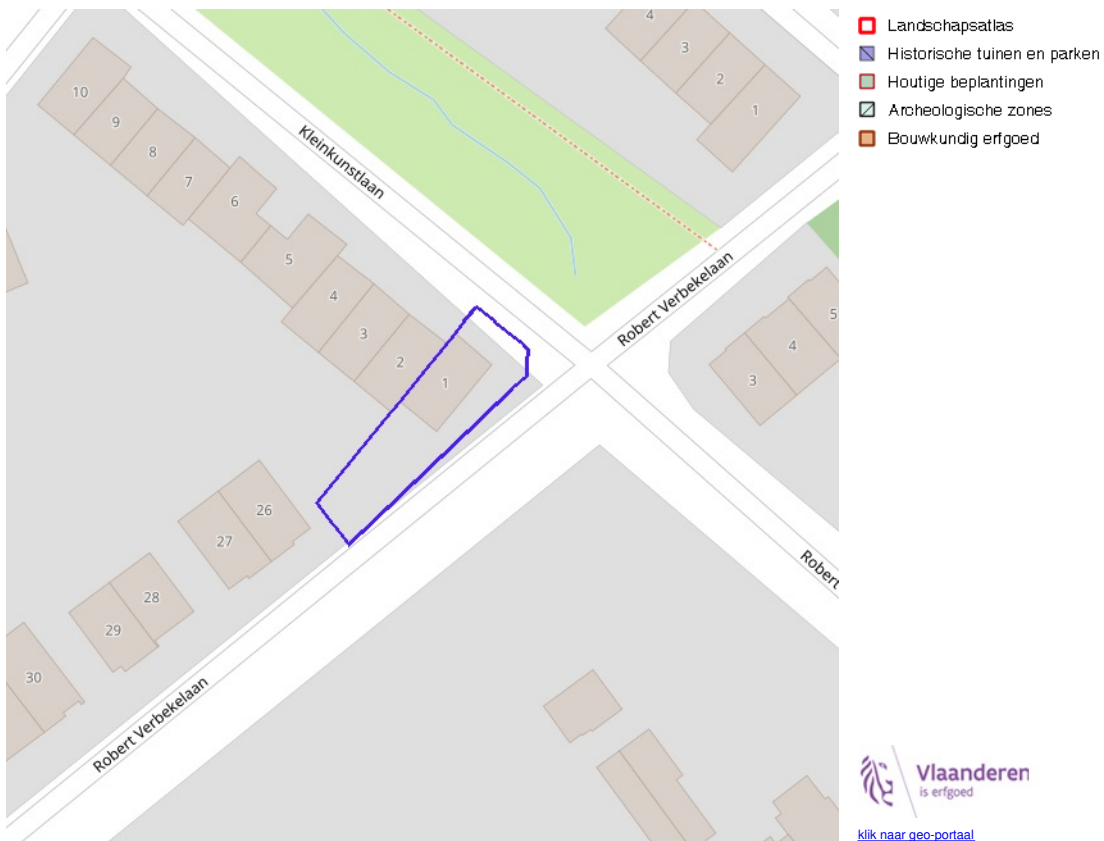 4
3
2
1
10
9
8
7
6
5
4
3
2
1
Kleinkunstlaan
Robert Verbekelaan
5
4
3
26
27
28
29
30
Robert Verbekelaan
Robert
Landschapsatlas
Historische tuinen en parken
Houtige beplantingen
Archeologische zones
Bouwkundig erfgoed
Vlaanderen
is erfgoed
klik naar geo-portaal